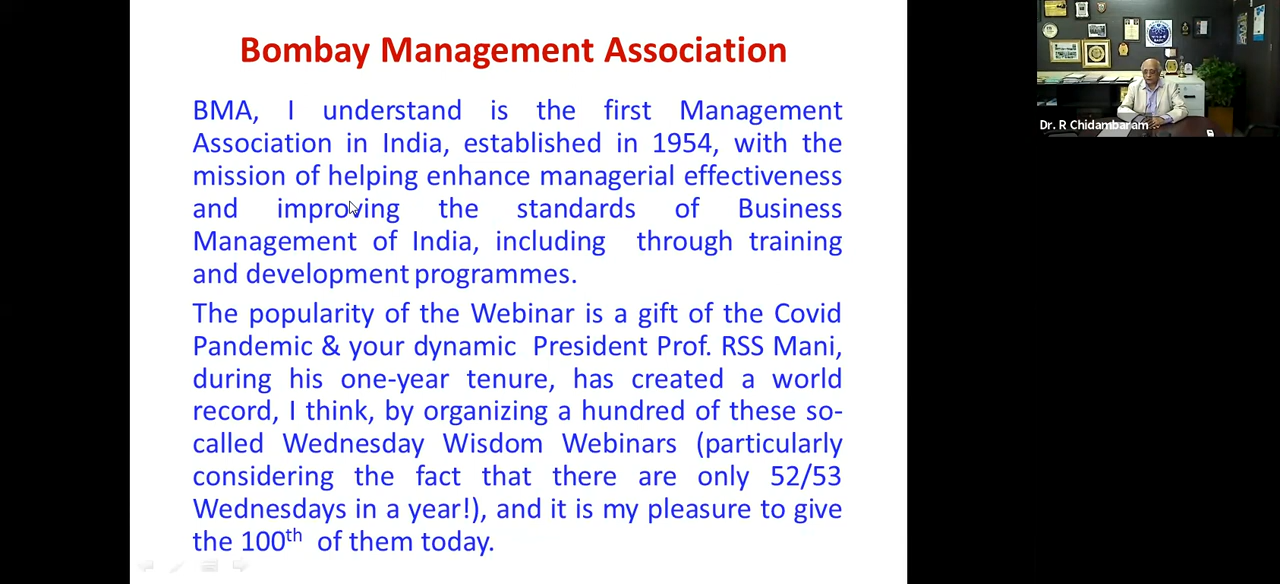 Bombay Management Association
BMA, I understand is the first Management
Association in India, established in 1954, with the
mission of helping enhance managerial effectiveness
and improving the standards of Business
Management of India, including through training
and development programmes.
The popularity of the Webinar is a gift of the Covid
Pandemic & your dynamic President Prof. RSS Mani,
during his one-year tenure, has created a world
record, I think, by organizing a hundred of these so-
called Wednesday Wisdom Webinars (particularly
considering the fact that there are only 52/53
Wednesdays in a year!), and it is my pleasure to give
the 100th of them today.
Dr. R Chidambaram